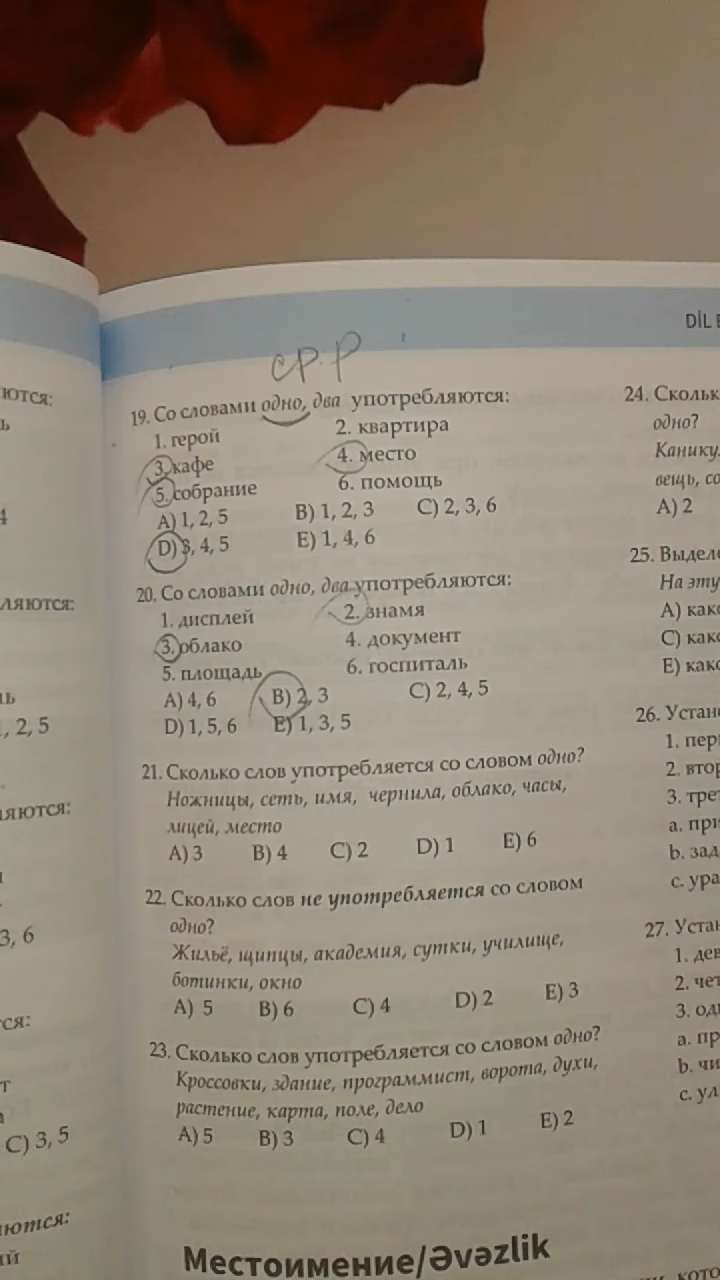 DİL
ср.р
19. Со словами одно, два употребляются:
1. герой 2. квартира
3. кафе 4. место
5. собрание 6. помощь
A) 1, 2, 5 B) 1, 2, 3 C) 2, 3, 6
D) 3, 4, 5 E) 1, 4, 6
20. Со словами одно, два употребляются:
1. дисплей 2. знамя
3. облако 4. документ
5. площадь 6. госпиталь
A) 4, 6 B) 2, 3 C) 2, 4, 5
D) 1, 5, 6 E) 1, 3, 5
21. Сколько слов употребляется со словом одно?
Ножницы, сеть, имя, чернила, облако, часы,
лицей, место
A) 3 B) 4 C) 2 D) 1 E) 6
22. Сколько слов не употребляется со словом
одно?
Жильё, щипцы, академия, сутки, училище,
ботинки, окно
A) 5 B) 6 C) 4 D) 2 E) 3
23. Сколько слов употребляется со словом одно?
Кроссовки, здание, программист, ворота, духи,
растение, карта, поле, дело
A) 5 B) 3 C) 4 D) 1 E) 2
Местоимение/Əvəzlik
ются:
4
ляются:
, 2, 5
ляются:
3, 6
ся:
C) 3, 5
ются:
ий
24. Сколь
одно?
Канику
вещь, со
A) 2
25. Выдел
На эту
A) како
C) како
E) како
26. Устан
1. пер
2. втор
3. тре
a. при
b. зад
c. ура
27. Устан
1. дев
2. чет
3. од
a. пр
b. чи
c. ул